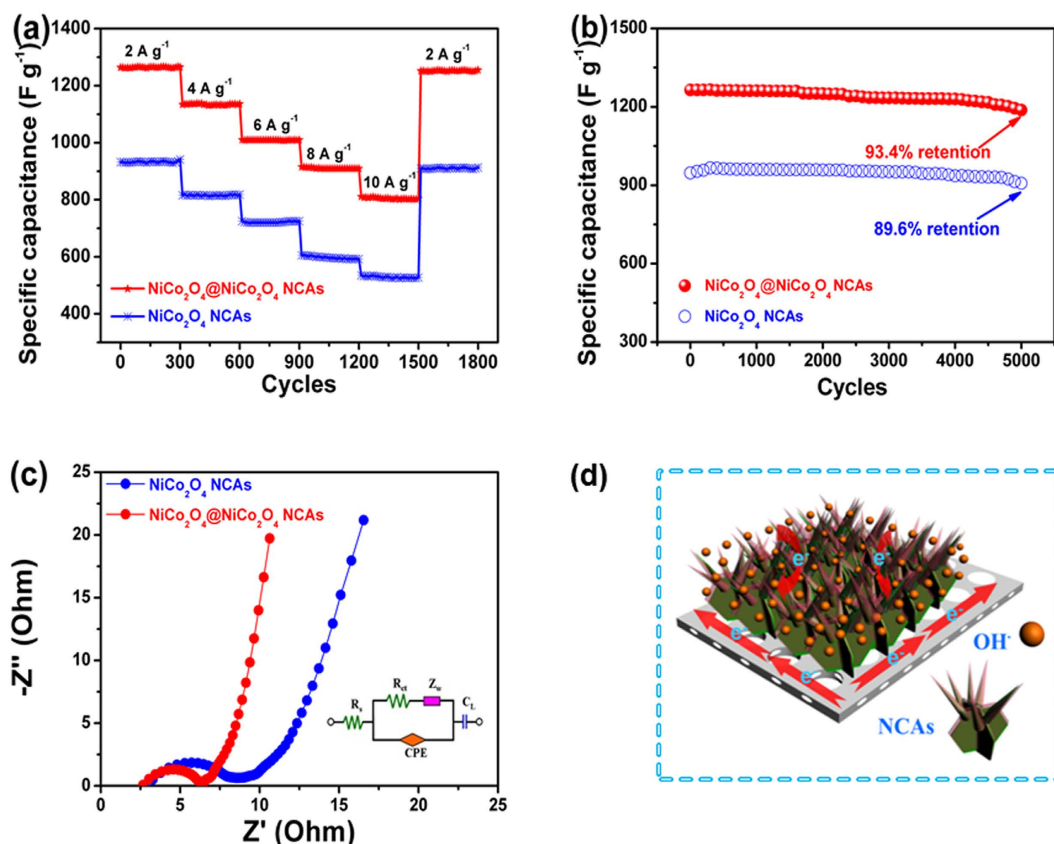 (a)
1400
1200
1000
800
600
400
Specific capacitance (F g⁻¹)
2 A g⁻¹
4 A g⁻¹
6 A g⁻¹
8 A g⁻¹
10 A g⁻¹
2 A g⁻¹
NiCo₂O₄@NiCo₂O₄ NCAs
NiCo₂O₄ NCAs
0 300 600 900 1200 1500 1800
Cycles
(b)
1500
1200
900
600
300
Specific capacitance (F g⁻¹)
93.4% retention
89.6% retention
NiCo₂O₄@NiCo₂O₄ NCAs
NiCo₂O₄ NCAs
0 1000 2000 3000 4000 5000
Cycles
(c)
25
20
15
10
5
0
-Z'' (Ohm)
NiCo₂O₄ NCAs
NiCo₂O₄@NiCo₂O₄ NCAs
Rct Zw
Rs CL
CPE
0 5 10 15 20 25
Z' (Ohm)
(d)
e⁻ e⁻
e⁻ e⁻
e⁻ e⁻
OH⁻
NCAs